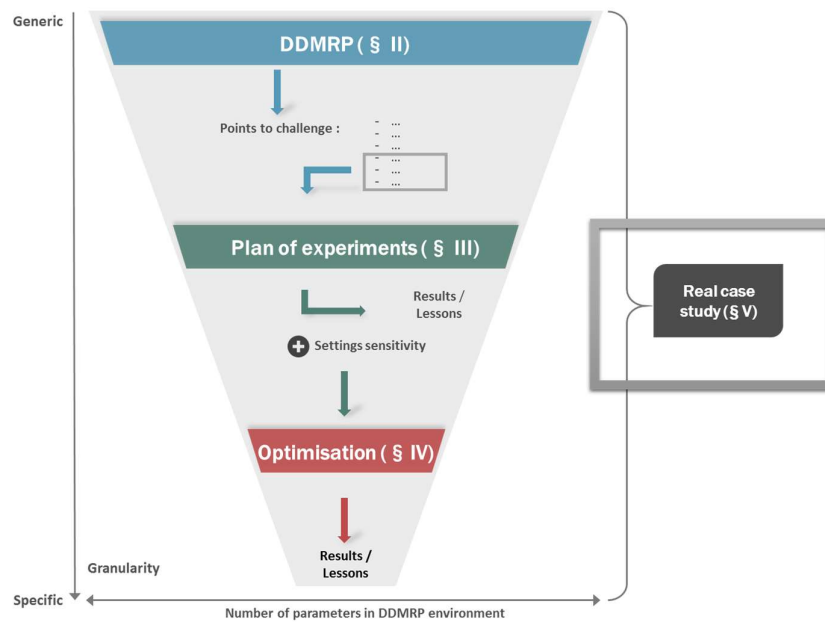 Generic
DDMRP ( § II)
Points to challenge :
- ...
- ...
- ...
- ...
- ...
- ...
Plan of experiments ( § III)
Results /
Lessons
+ Settings sensitivity
Real case
study (§ V)
Optimisation ( § IV)
Results /
Lessons
Granularity
Specific
Number of parameters in DDMRP environment